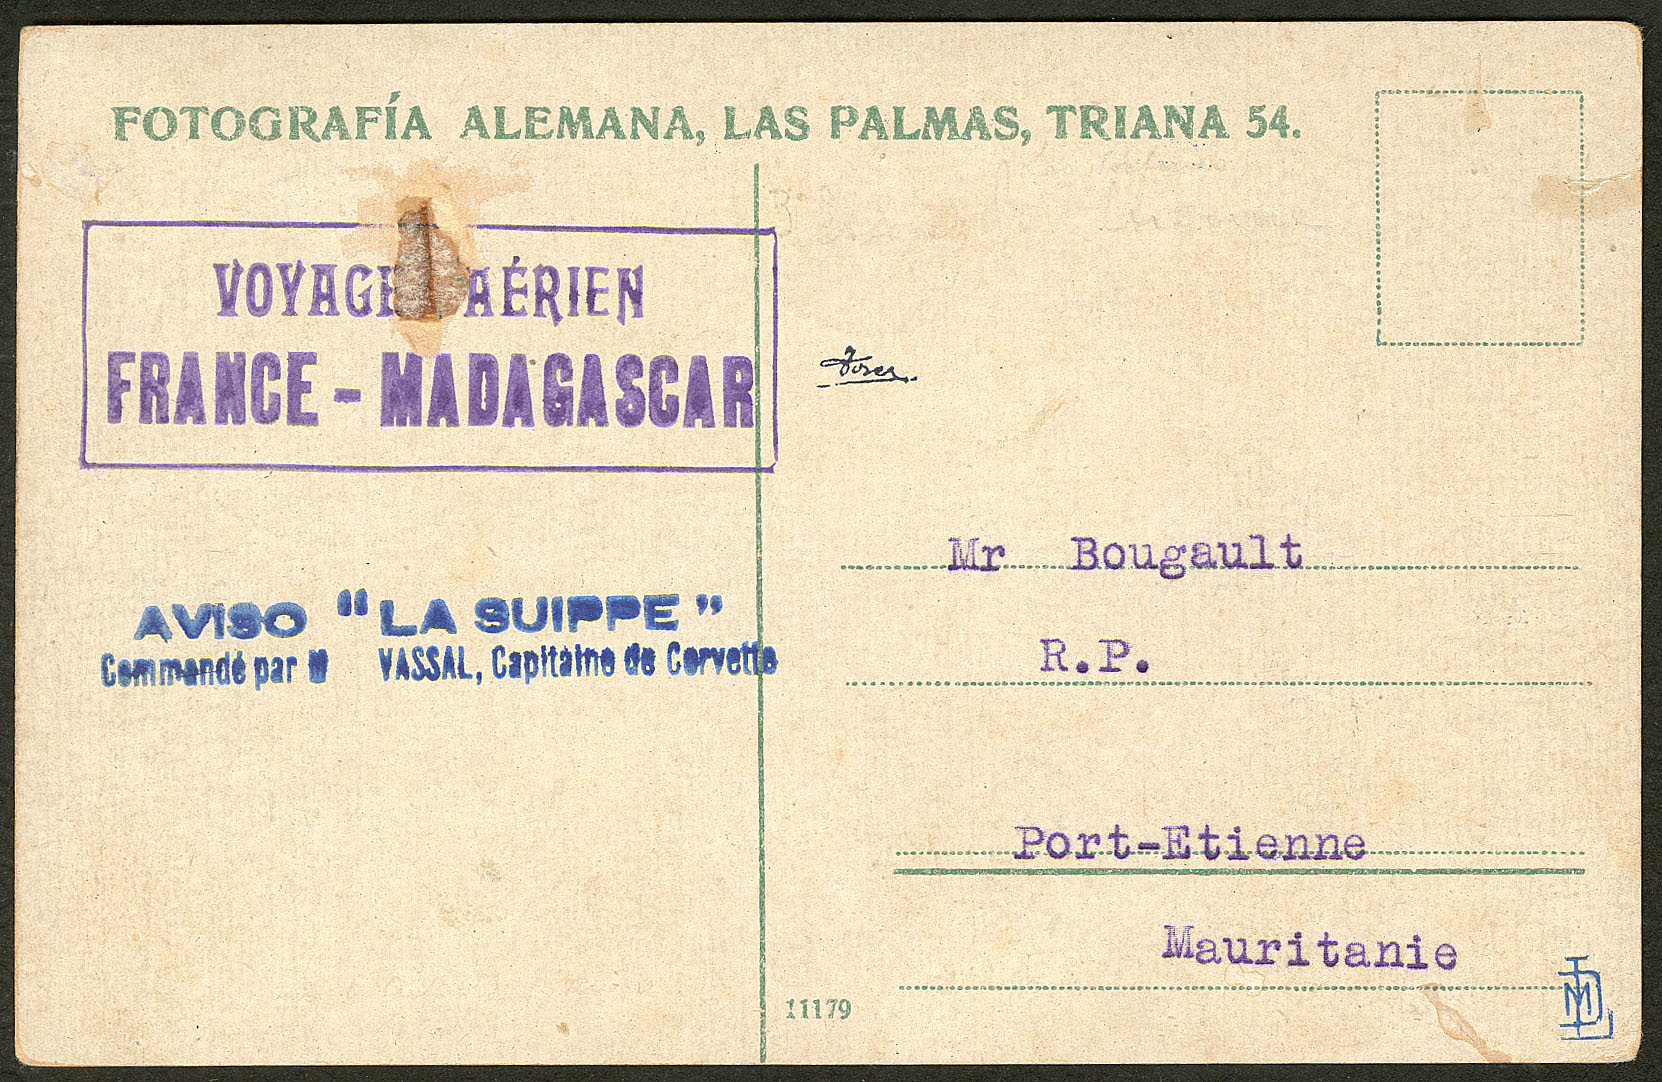 FOTOGRAFÍA ALEMANA, LAS PALMAS, TRIANA 54.
VOYAGE AÉRIEN
FRANCE - MADAGASCAR
AVISO "LA SUIPPE"
Commandé par M VASSAL, Capitaine de Corvette
Mr Bougault
R.P.
Port-Etienne
Mauritanie
11179